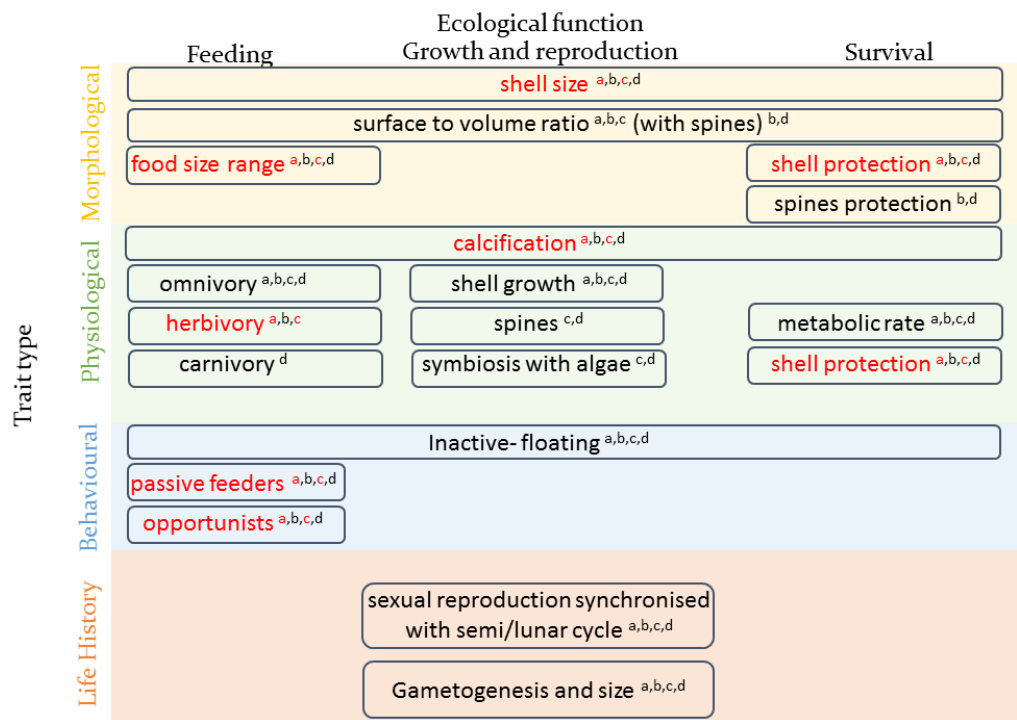 Ecological function
Feeding Growth and reproduction Survival
Trait type
Morphological
shell size a,b,c,d
surface to volume ratio a,b,c (with spines) b,d
food size range a,b,c,d
shell protection a,b,c,d
spines protection b,d
Physiological
calcification a,b,c,d
omnivory a,b,c,d
shell growth a,b,c,d
herbivory a,b,c
spines c,d
metabolic rate a,b,c,d
carnivory d
symbiosis with algae c,d
shell protection a,b,c,d
Behavioural
Inactive- floating a,b,c,d
passive feeders a,b,c,d
opportunists a,b,c,d
Life History
sexual reproduction synchronised
with semi/lunar cycle a,b,c,d
Gametogenesis and size a,b,c,d